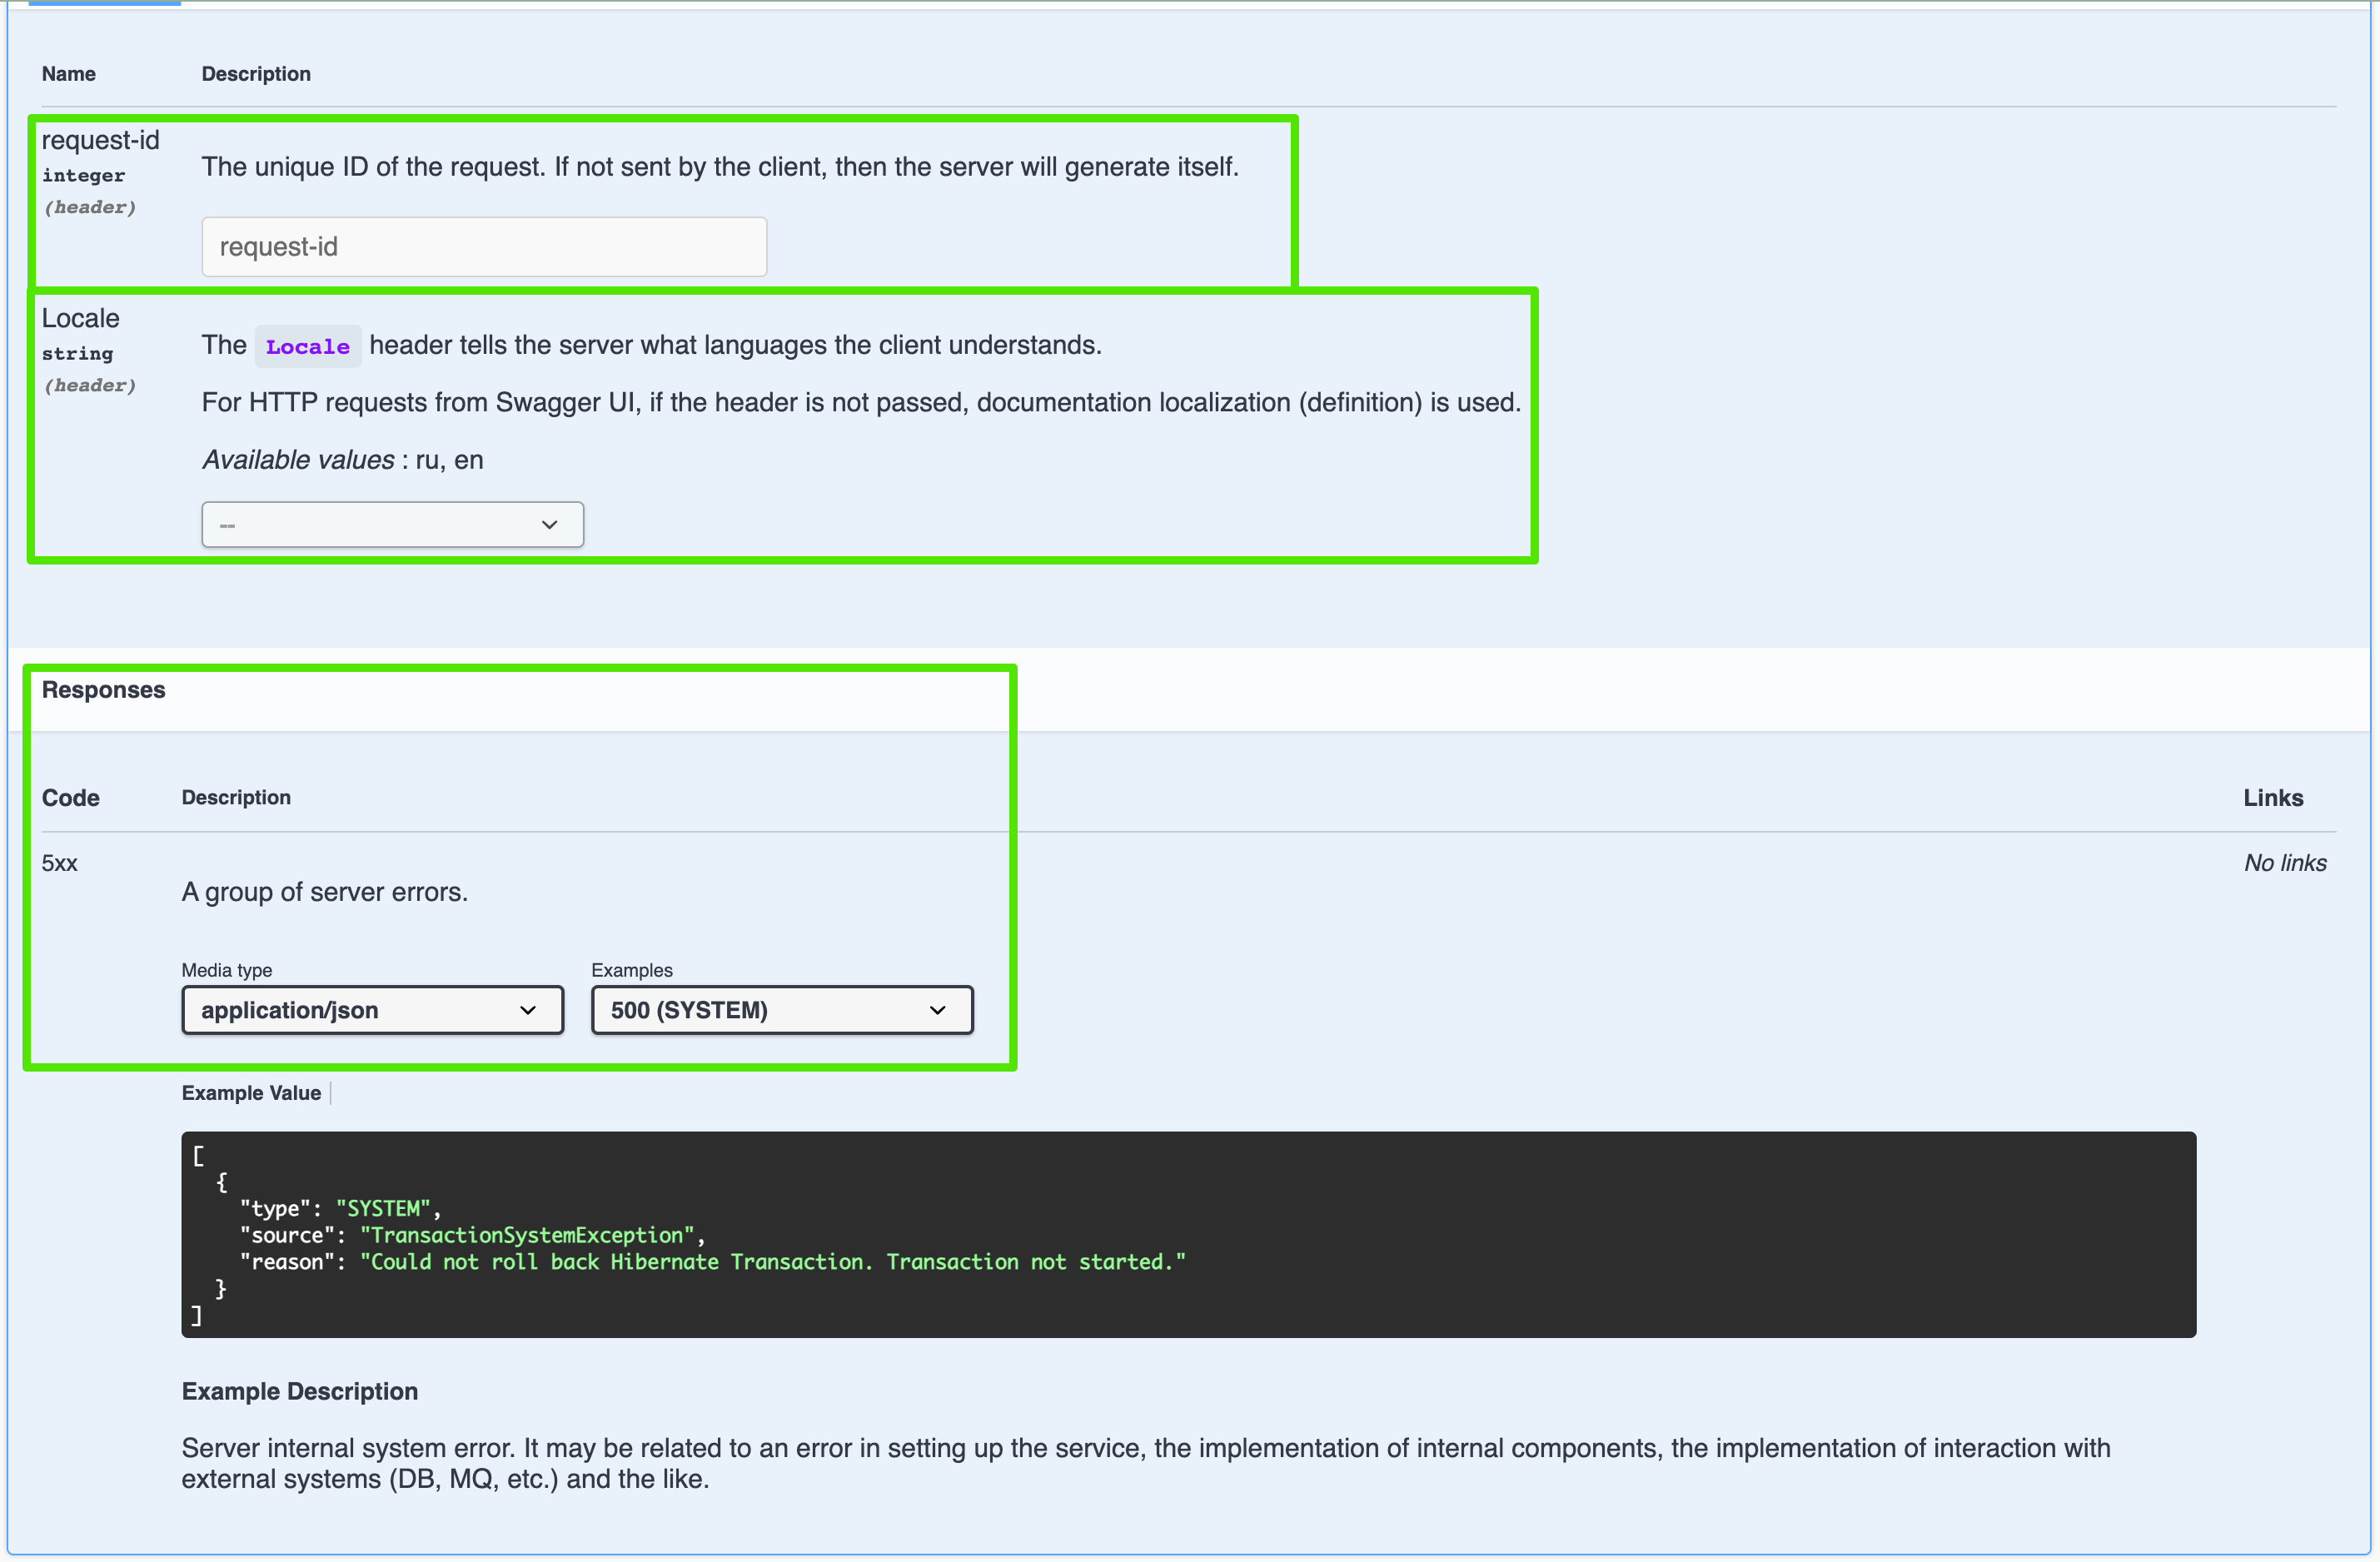 Name Description
request-id
integer
(header)
The unique ID of the request. If not sent by the client, then the server will generate itself.
request-id
Locale
string
(header)
The Locale header tells the server what languages the client understands.
For HTTP requests from Swagger UI, if the header is not passed, documentation localization (definition) is used.
Available values : ru, en
--
Responses
Code Description Links
5xx
A group of server errors.
No links
Media type Examples
application/json 500 (SYSTEM)
Example Value
[
  {
    "type": "SYSTEM",
    "source": "TransactionSystemException",
    "reason": "Could not roll back Hibernate Transaction. Transaction not started."
  }
]
Example Description
Server internal system error. It may be related to an error in setting up the service, the implementation of internal components, the implementation of interaction with
external systems (DB, MQ, etc.) and the like.